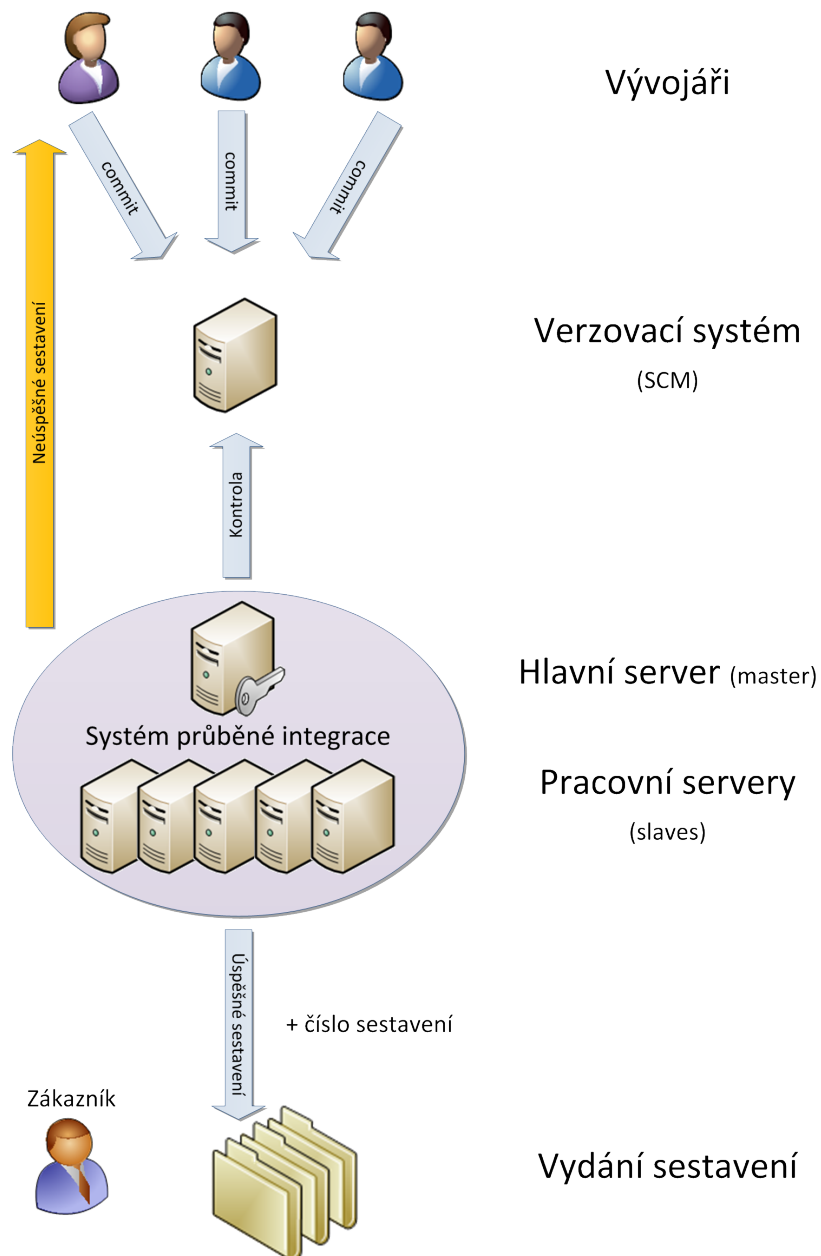 Vývojáři
commit
commit
commit
Neúspěšné sestavení
Verzovací systém
(SCM)
Kontrola
Hlavní server (master)
Systém průběné integrace
Pracovní servery
(slaves)
Úspěšné sestavení
+ číslo sestavení
Zákazník
Vydání sestavení